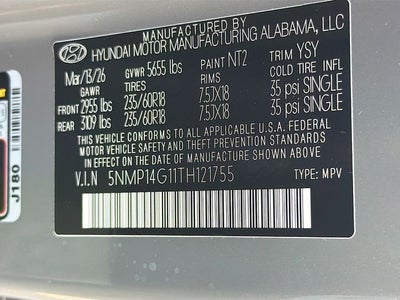 MANUFACTURED BY
HYUNDAI MOTOR MANUFACTURING ALABAMA, LLC
Mar/13/26 GVWR 5655 lbs PAINT NT2 TRIM YSY
GAWR TIRES RIMS COLD TIRE INFL
FRONT 2955 lbs 235/60R18 7.5JX18 35 psi SINGLE
REAR 3109 lbs 235/60R18 7.5JX18 35 psi SINGLE
THIS VEHICLE CONFORMS TO ALL APPLICABLE U.S.A. FEDERAL
MOTOR VEHICLE SAFETY AND THEFT PREVENTION STANDARDS
IN EFFECT ON THE DATE OF MANUFACTURE SHOWN ABOVE.
V.I.N 5NMP14G11TH121755 TYPE: MPV
J180